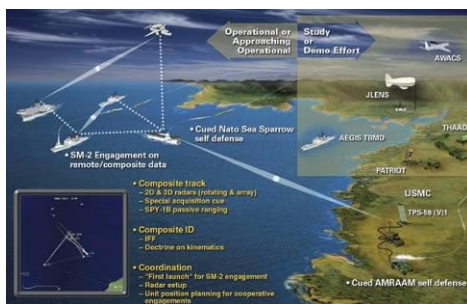 Operational or
Approaching
Operational
Study
or
Demo Effort
AWACS
JLENS
THAAD
AEGIS TBMD
PATRIOT
• Cued Nato Sea Sparrow
self defense
• SM-2 Engagement on
remote/composite data
USMC
TPS-59 (V)1
• Composite track
– 2D & 3D radars (rotating & array)
– Special acquisition cue
– SPY-1B passive ranging
• Composite ID
– IFF
– Doctrine on kinematics
• Coordination
– "First launch" for SM-2 engagement
– Radar setup
– Unit position planning for cooperative
engagements
• Cued AMRAAM self defense